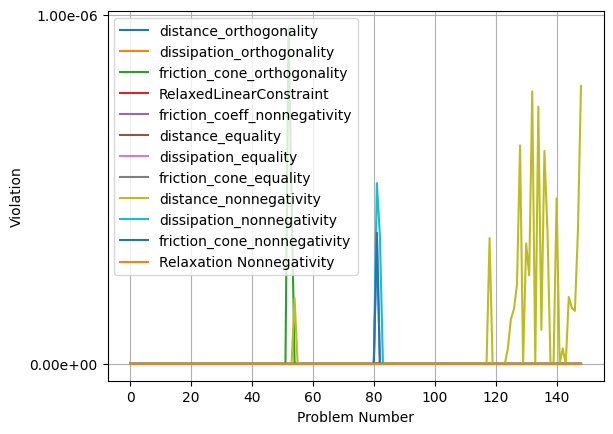 1.00e-06
distance_orthogonality
dissipation_orthogonality
friction_cone_orthogonality
RelaxedLinearConstraint
friction_coeff_nonnegativity
distance_equality
dissipation_equality
friction_cone_equality
distance_nonnegativity
dissipation_nonnegativity
friction_cone_nonnegativity
Relaxation Nonnegativity
Violation
0.00e+00
0 20 40 60 80 100 120 140
Problem Number